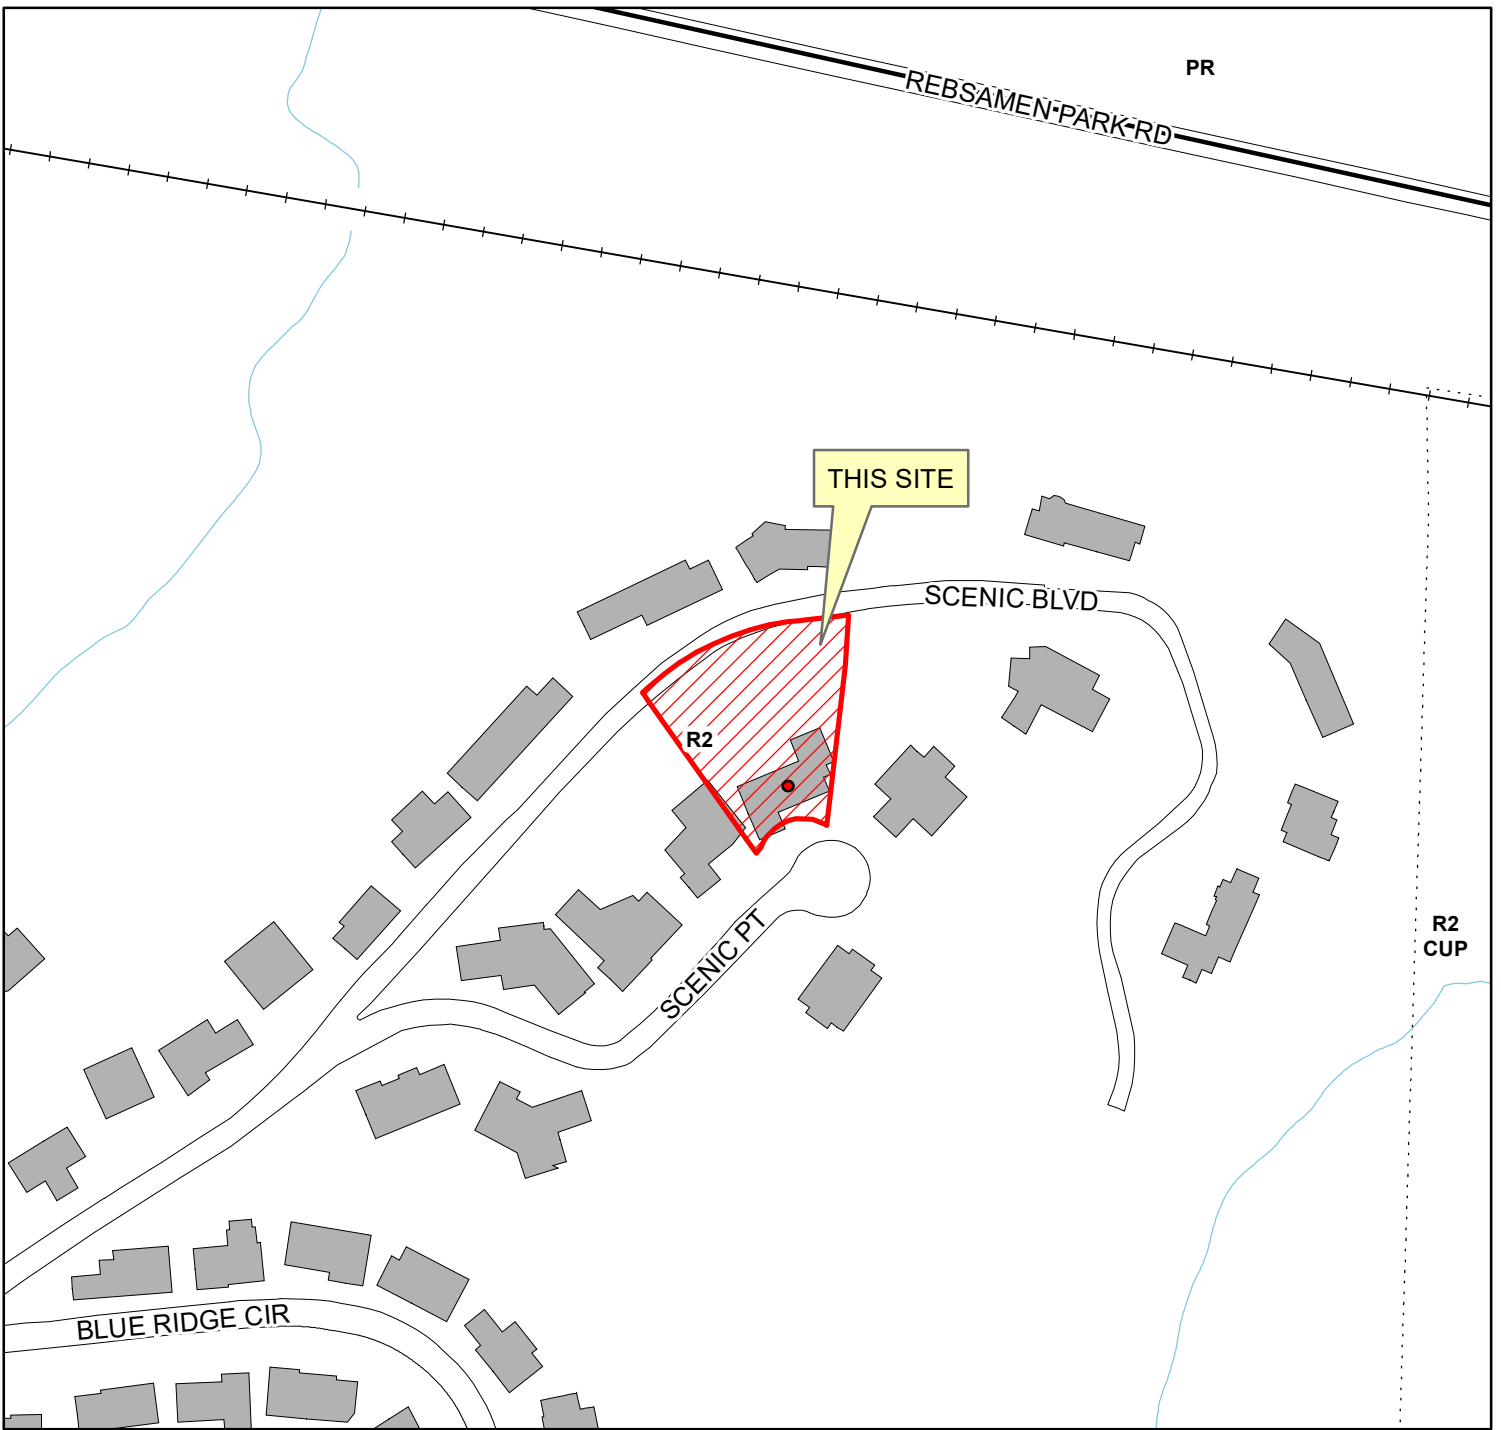 PR
REBSAMEN PARK RD
THIS SITE
SCENIC BLVD
R2
R2
CUP
SCENIC PT
BLUE RIDGE CIR